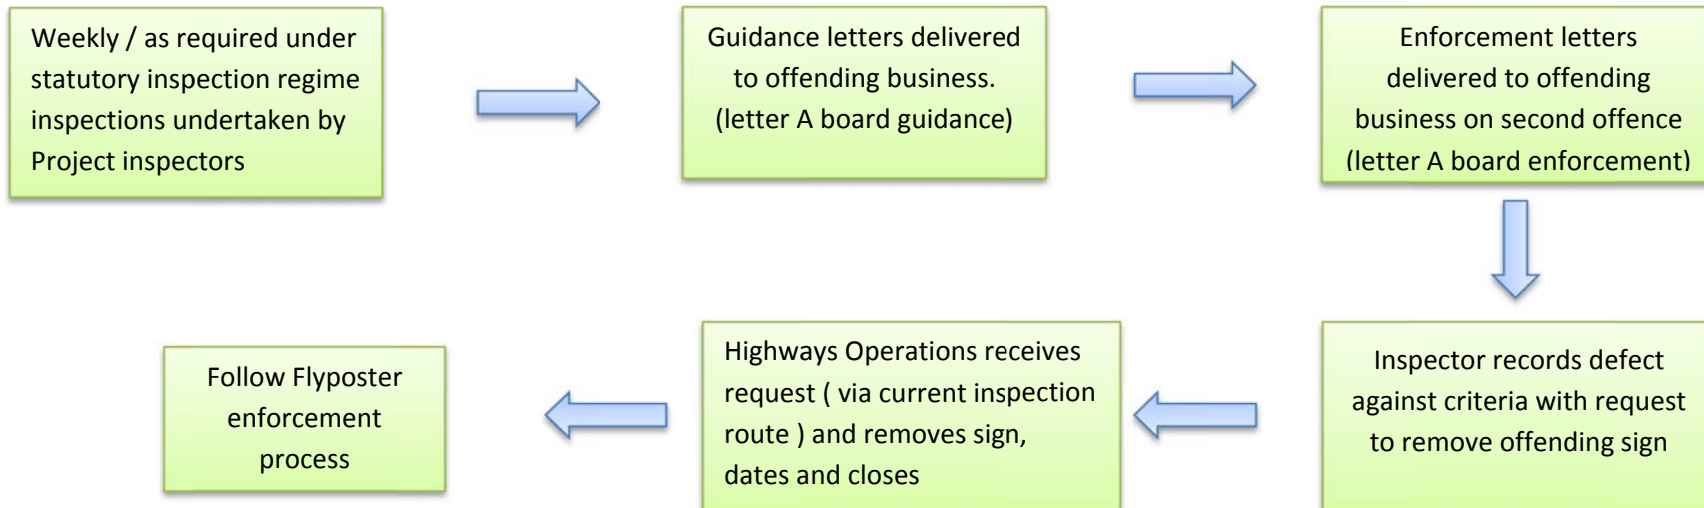 Weekly / as required under
statutory inspection regime
inspections undertaken by
Project inspectors
Guidance letters delivered
to offending business.
(letter A board guidance)
Enforcement letters
delivered to offending
business on second offence
(letter A board enforcement)
Inspector records defect
against criteria with request
to remove offending sign
Highways Operations receives
request ( via current inspection
route ) and removes sign,
dates and closes
Follow Flyposter
enforcement
process